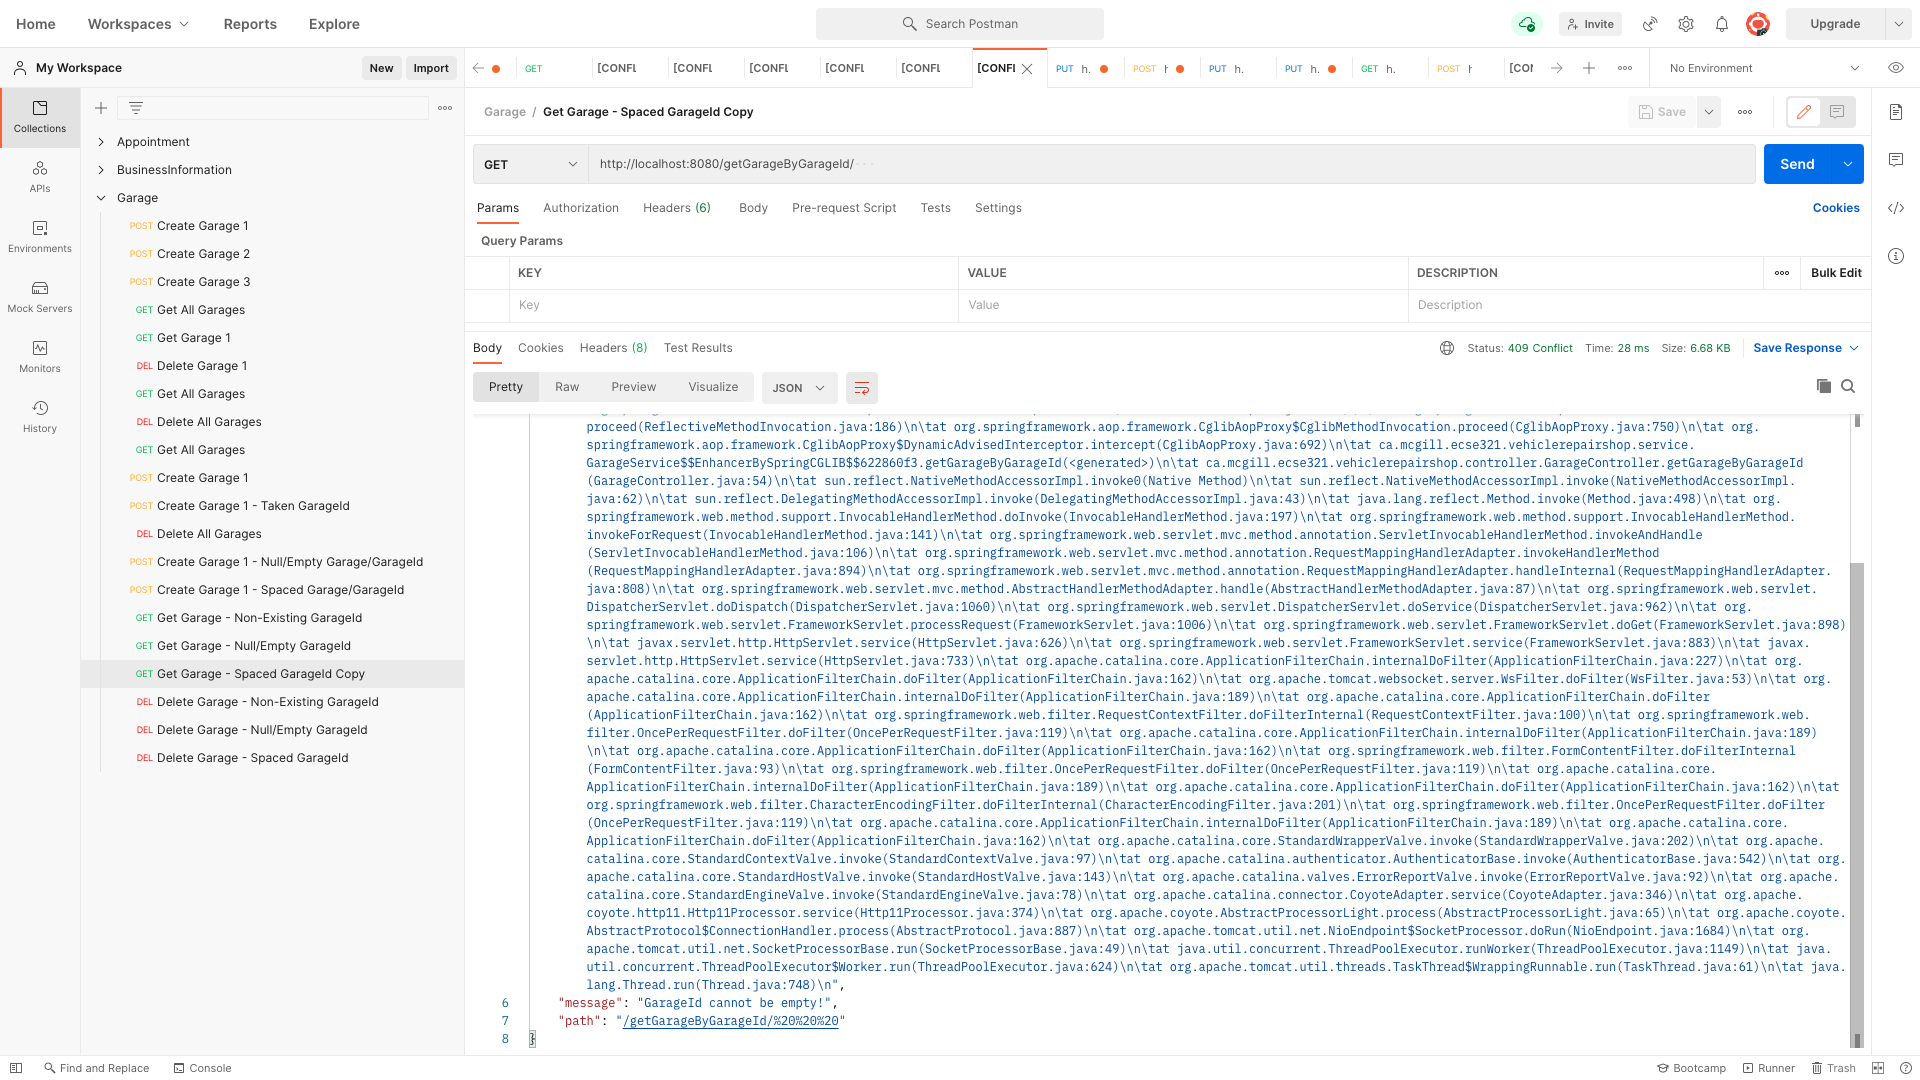 Home
Workspaces
Reports
Explore
Search Postman
Invite
Upgrade
My Workspace
New
Import
GET
[CONFL
[CONFL
[CONFL
[CONFL
[CONFL
[CONFL
PUT h.
POST h
PUT h.
PUT h.
GET h.
POST h
[CON
No Environment
Collections
APIs
Environments
Mock Servers
Monitors
History
Appointment
BusinessInformation
Garage
POST Create Garage 1
POST Create Garage 2
POST Create Garage 3
GET Get All Garages
GET Get Garage 1
DEL Delete Garage 1
GET Get All Garages
DEL Delete All Garages
GET Get All Garages
POST Create Garage 1
POST Create Garage 1 - Taken GarageId
DEL Delete All Garages
POST Create Garage 1 - Null/Empty Garage/GarageId
POST Create Garage 1 - Spaced Garage/GarageId
GET Get Garage - Non-Existing GarageId
GET Get Garage - Null/Empty GarageId
GET Get Garage - Spaced GarageId Copy
DEL Delete Garage - Non-Existing GarageId
DEL Delete Garage - Null/Empty GarageId
DEL Delete Garage - Spaced GarageId
Garage / Get Garage - Spaced GarageId Copy
Save
GET
http://localhost:8080/getGarageByGarageId/
Send
Params
Authorization
Headers (6)
Body
Pre-request Script
Tests
Settings
Cookies
Query Params
KEY
VALUE
DESCRIPTION
Bulk Edit
Key
Value
Description
Body
Cookies
Headers (8)
Test Results
Status: 409 Conflict
Time: 28 ms
Size: 6.68 KB
Save Response
Pretty
Raw
Preview
Visualize
JSON
proceed(ReflectiveMethodInvocation.java:186)\n\tat org.springframework.aop.framework.CglibAopProxy$CglibMethodInvocation.proceed(CglibAopProxy.java:750)\n\tat org.
springframework.aop.framework.CglibAopProxy$DynamicAdvisedInterceptor.intercept(CglibAopProxy.java:692)\n\tat ca.mcgill.ecse321.vehiclerepairshop.service.
GarageService$$EnhancerBySpringCGLIB$$622860f3.getGarageByGarageId(<generated>)\n\tat ca.mcgill.ecse321.vehiclerepairshop.controller.GarageController.getGarageByGarageId
(GarageController.java:54)\n\tat sun.reflect.NativeMethodAccessorImpl.invoke0(Native Method)\n\tat sun.reflect.NativeMethodAccessorImpl.invoke(NativeMethodAccessorImpl.
java:62)\n\tat sun.reflect.DelegatingMethodAccessorImpl.invoke(DelegatingMethodAccessorImpl.java:43)\n\tat java.lang.reflect.Method.invoke(Method.java:498)\n\tat org.
springframework.web.method.support.InvocableHandlerMethod.doInvoke(InvocableHandlerMethod.java:197)\n\tat org.springframework.web.method.support.InvocableHandlerMethod.
invokeForRequest(InvocableHandlerMethod.java:141)\n\tat org.springframework.web.servlet.mvc.method.annotation.ServletInvocableHandlerMethod.invokeAndHandle
(ServletInvocableHandlerMethod.java:106)\n\tat org.springframework.web.servlet.mvc.method.annotation.RequestMappingHandlerAdapter.invokeHandlerMethod
(RequestMappingHandlerAdapter.java:894)\n\tat org.springframework.web.servlet.mvc.method.annotation.RequestMappingHandlerAdapter.handleInternal(RequestMappingHandlerAdapter.
java:808)\n\tat org.springframework.web.servlet.mvc.method.AbstractHandlerMethodAdapter.handle(AbstractHandlerMethodAdapter.java:87)\n\tat org.springframework.web.servlet.
DispatcherServlet.doDispatch(DispatcherServlet.java:1060)\n\tat org.springframework.web.servlet.DispatcherServlet.doService(DispatcherServlet.java:962)\n\tat org.
springframework.web.servlet.FrameworkServlet.processRequest(FrameworkServlet.java:1006)\n\tat org.springframework.web.servlet.FrameworkServlet.doGet(FrameworkServlet.java:898)
\n\tat javax.servlet.http.HttpServlet.service(HttpServlet.java:626)\n\tat org.springframework.web.servlet.FrameworkServlet.service(FrameworkServlet.java:883)\n\tat javax.
servlet.http.HttpServlet.service(HttpServlet.java:733)\n\tat org.apache.catalina.core.ApplicationFilterChain.internalDoFilter(ApplicationFilterChain.java:227)\n\tat org.
apache.catalina.core.ApplicationFilterChain.doFilter(ApplicationFilterChain.java:162)\n\tat org.apache.tomcat.websocket.server.WsFilter.doFilter(WsFilter.java:53)\n\tat org.
apache.catalina.core.ApplicationFilterChain.internalDoFilter(ApplicationFilterChain.java:189)\n\tat org.apache.catalina.core.ApplicationFilterChain.doFilter
(ApplicationFilterChain.java:162)\n\tat org.springframework.web.filter.RequestContextFilter.doFilterInternal(RequestContextFilter.java:100)\n\tat org.springframework.web.
filter.OncePerRequestFilter.doFilter(OncePerRequestFilter.java:119)\n\tat org.apache.catalina.core.ApplicationFilterChain.internalDoFilter(ApplicationFilterChain.java:189)
\n\tat org.apache.catalina.core.ApplicationFilterChain.doFilter(ApplicationFilterChain.java:162)\n\tat org.springframework.web.filter.FormContentFilter.doFilterInternal
(FormContentFilter.java:93)\n\tat org.springframework.web.filter.OncePerRequestFilter.doFilter(OncePerRequestFilter.java:119)\n\tat org.apache.catalina.core.
ApplicationFilterChain.internalDoFilter(ApplicationFilterChain.java:189)\n\tat org.apache.catalina.core.ApplicationFilterChain.doFilter(ApplicationFilterChain.java:162)\n\tat
org.springframework.web.filter.CharacterEncodingFilter.doFilterInternal(CharacterEncodingFilter.java:201)\n\tat org.springframework.web.filter.OncePerRequestFilter.doFilter
(OncePerRequestFilter.java:119)\n\tat org.apache.catalina.core.ApplicationFilterChain.internalDoFilter(ApplicationFilterChain.java:189)\n\tat org.apache.catalina.core.
ApplicationFilterChain.doFilter(ApplicationFilterChain.java:162)\n\tat org.apache.catalina.core.StandardWrapperValve.invoke(StandardWrapperValve.java:202)\n\tat org.apache.
catalina.core.StandardContextValve.invoke(StandardContextValve.java:97)\n\tat org.apache.catalina.authenticator.AuthenticatorBase.invoke(AuthenticatorBase.java:542)\n\tat org.
apache.catalina.core.StandardHostValve.invoke(StandardHostValve.java:143)\n\tat org.apache.catalina.valves.ErrorReportValve.invoke(ErrorReportValve.java:92)\n\tat org.apache.
catalina.core.StandardEngineValve.invoke(StandardEngineValve.java:78)\n\tat org.apache.catalina.connector.CoyoteAdapter.service(CoyoteAdapter.java:346)\n\tat org.apache.
coyote.http11.Http11Processor.service(Http11Processor.java:374)\n\tat org.apache.coyote.AbstractProcessorLight.process(AbstractProcessorLight.java:65)\n\tat org.apache.coyote.
AbstractProtocol$ConnectionHandler.process(AbstractProtocol.java:887)\n\tat org.apache.tomcat.util.net.NioEndpoint$SocketProcessor.doRun(NioEndpoint.java:1684)\n\tat org.
apache.tomcat.util.net.SocketProcessorBase.run(SocketProcessorBase.java:49)\n\tat java.util.concurrent.ThreadPoolExecutor.runWorker(ThreadPoolExecutor.java:1149)\n\tat java.
util.concurrent.ThreadPoolExecutor$Worker.run(ThreadPoolExecutor.java:624)\n\tat org.apache.tomcat.util.threads.TaskThread$WrappingRunnable.run(TaskThread.java:61)\n\tat java.
lang.Thread.run(Thread.java:748)\n",
6 "message": "GarageId cannot be empty!",
7 "path": "/getGarageByGarageId/%20%20%20"
8 }
Find and Replace
Console
Bootcamp
Runner
Trash